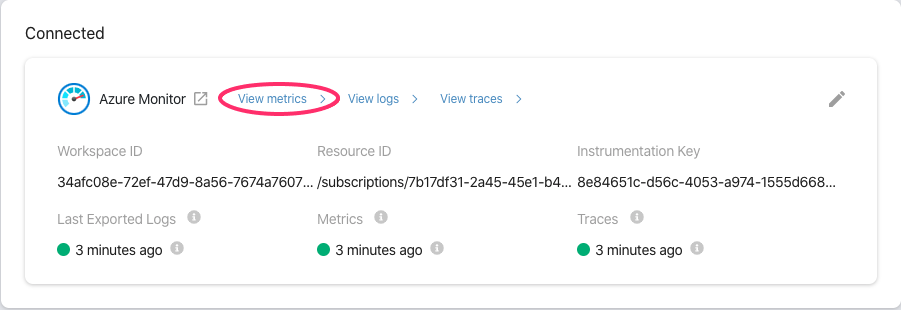 Connected
Azure Monitor View metrics > View logs > View traces >
Workspace ID Resource ID Instrumentation Key
34afc08e-72ef-47d9-8a56-7674a7607... /subscriptions/7b17df31-2a45-45e1-b4... 8e84651c-d56c-4053-a974-1555d668...
Last Exported Logs Metrics Traces
3 minutes ago 3 minutes ago 3 minutes ago